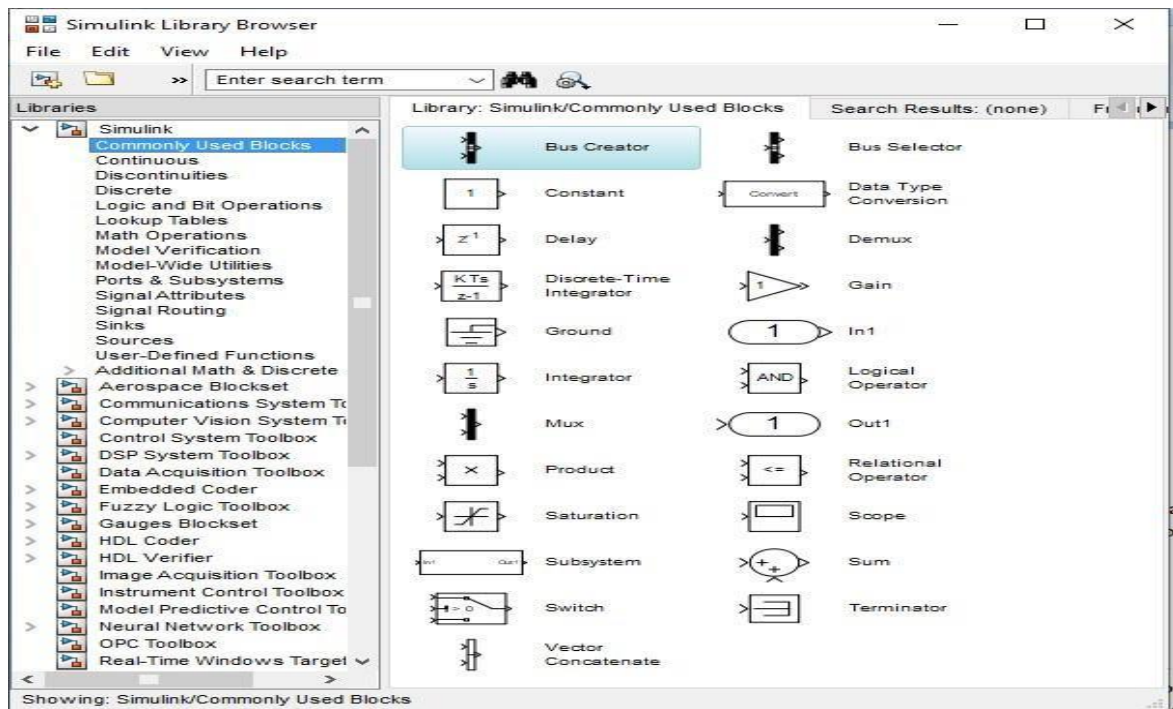 Simulink Library Browser
File Edit View Help
» Enter search term
Libraries
Library: Simulink/Commonly Used Blocks Search Results: (none)
Simulink
Commonly Used Blocks
Continuous
Discontinuities
Discrete
Logic and Bit Operations
Lookup Tables
Math Operations
Model Verification
Model-Wide Utilities
Ports & Subsystems
Signal Attributes
Signal Routing
Sinks
Sources
User-Defined Functions
Additional Math & Discrete
Aerospace Blockset
Communications System To
Computer Vision System T
Control System Toolbox
DSP System Toolbox
Data Acquisition Toolbox
Embedded Coder
Fuzzy Logic Toolbox
Gauges Blockset
HDL Coder
HDL Verifier
Image Acquisition Toolbox
Instrument Control Toolbox
Model Predictive Control To
Neural Network Toolbox
OPC Toolbox
Real-Time Windows Target
Bus Creator
Bus Selector
1 Constant
Convert Data Type
Conversion
z-1 Delay
Demux
K Ts
z-1
Discrete-Time
Integrator
1 Gain
Ground
1 In1
1
s
Integrator
AND Logical
Operator
Mux
1 Out1
× Product
<= Relational
Operator
Saturation
Scope
In1 Out1 Subsystem
+ + Sum
> 0 Switch
Terminator
Vector
Concatenate
Showing: Simulink/Commonly Used Blocks